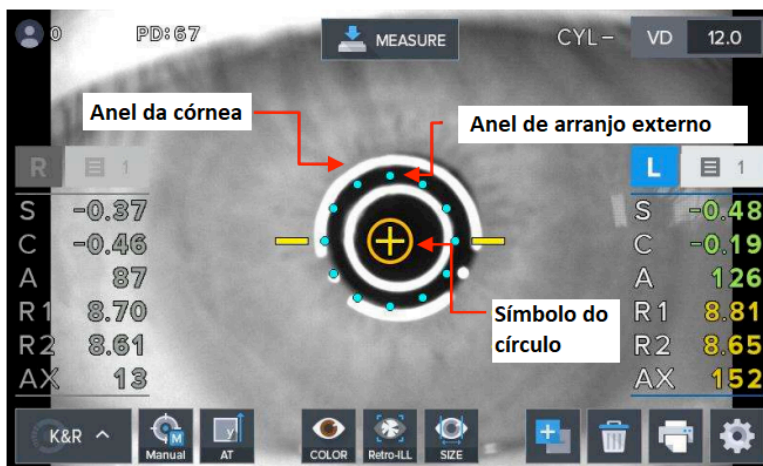 0
PD:67
MEASURE
CYL-
VD 12.0
Anel da córnea
Anel de arranjo externo
R 1
L 1
S -0.37
C -0.46
A 87
R1 8.70
R2 8.61
AX 13
S -0.48
C -0.19
A 126
R1 8.81
R2 8.65
AX 152
Símbolo do
círculo
K&R
M
Manual
y
AT
COLOR
Retro-ILL
SIZE